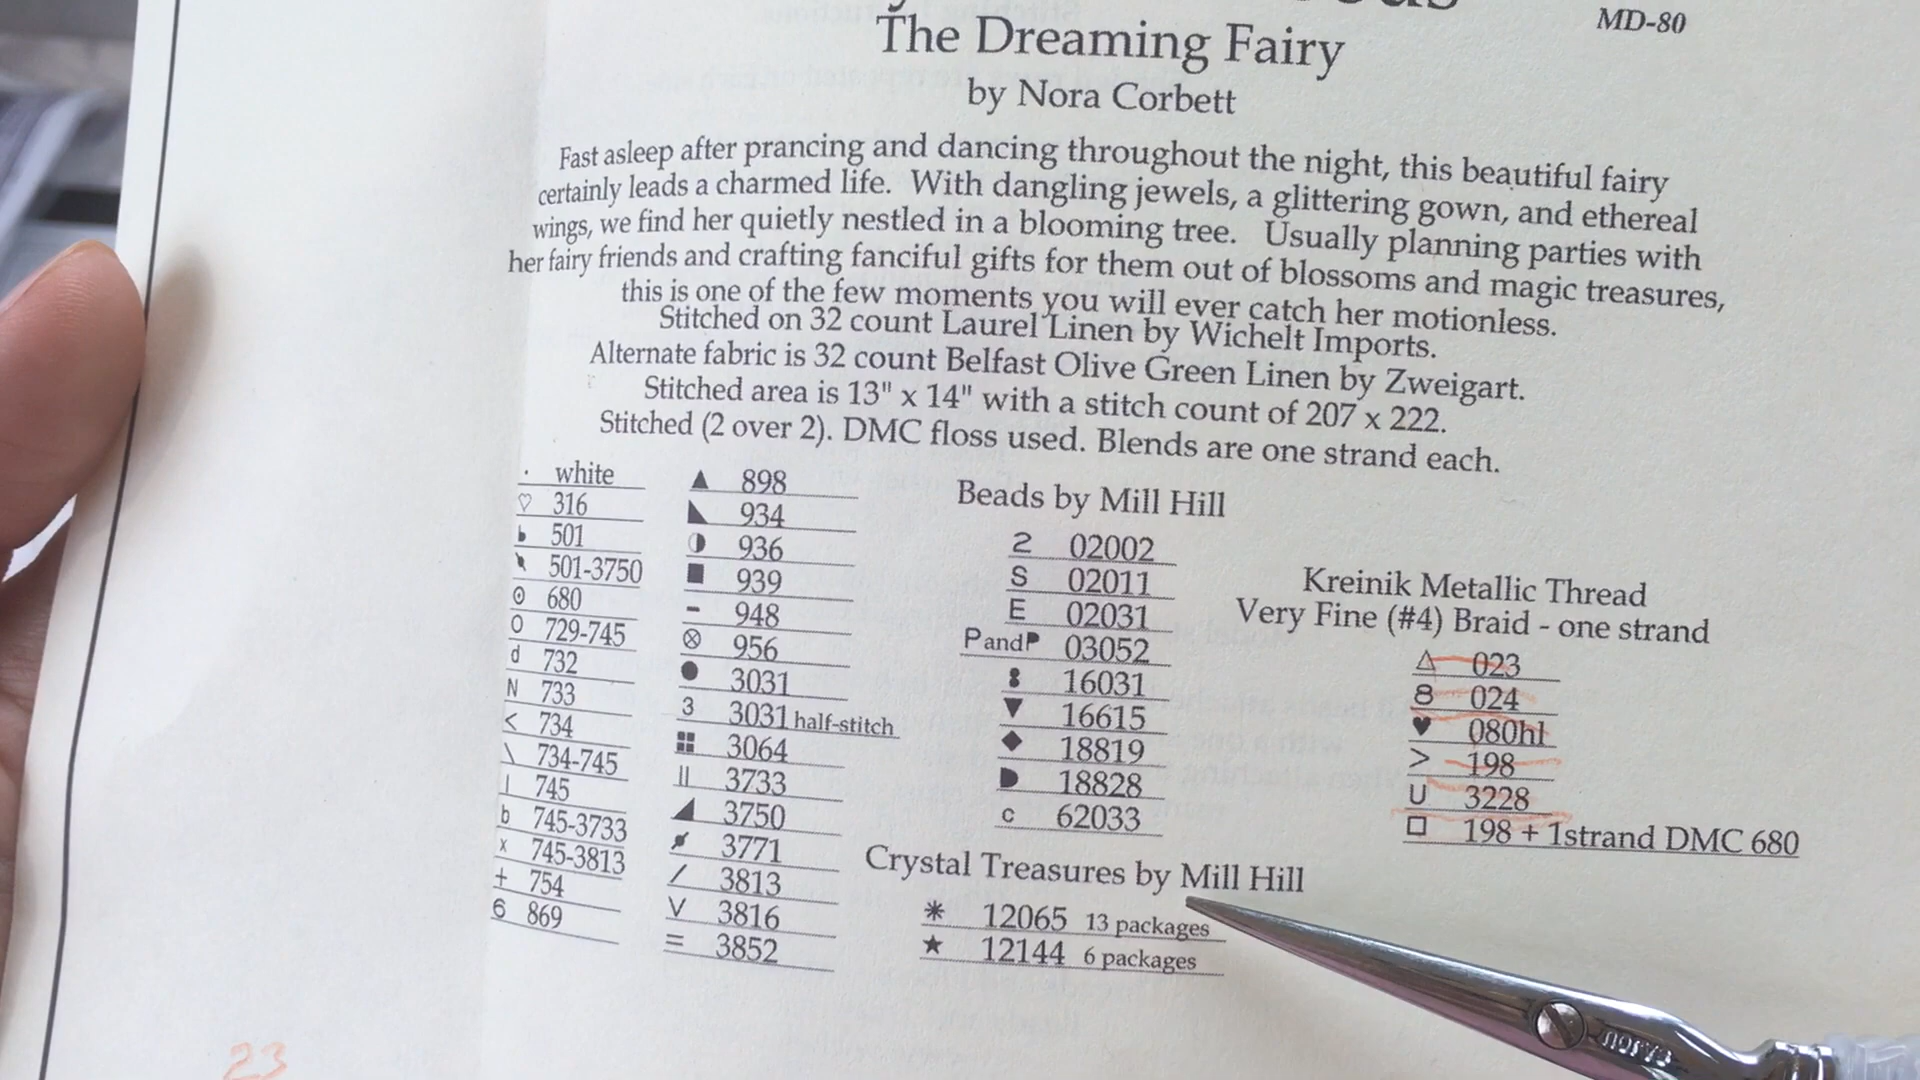 MD-80
The Dreaming Fairy
by Nora Corbett
Fast asleep after prancing and dancing throughout the night, this beautiful fairy
certainly leads a charmed life. With dangling jewels, a glittering gown, and ethereal
wings, we find her quietly nestled in a blooming tree. Usually planning parties with
her fairy friends and crafting fanciful gifts for them out of blossoms and magic treasures,
this is one of the few moments you will ever catch her motionless.
Stitched on 32 count Laurel Linen by Wichelt Imports.
Alternate fabric is 32 count Belfast Olive Green Linen by Zweigart.
Stitched area is 13" x 14" with a stitch count of 207 x 222.
Stitched (2 over 2). DMC floss used. Blends are one strand each.
· white
♡ 316
501
501-3750
⊙ 680
O 729-745
d 732
N 733
< 734
\ 734-745
| 745
b 745-3733
x 745-3813
+ 754
6 869
▲ 898
◣ 934
◑ 936
■ 939
- 948
⊗ 956
● 3031
3 3031 half-stitch
3064
|| 3733
◢ 3750
3771
/ 3813
V 3816
= 3852
Beads by Mill Hill
2 02002
S 02011
E 02031
P and P 03052
16031
▼ 16615
◆ 18819
18828
c 62033
Crystal Treasures by Mill Hill
* 12065 13 packages
★ 12144 6 packages
Kreinik Metallic Thread
Very Fine (#4) Braid - one strand
△ 023
8 024
♥ 080hl
> 198
U 3228
□ 198 + 1strand DMC 680
23